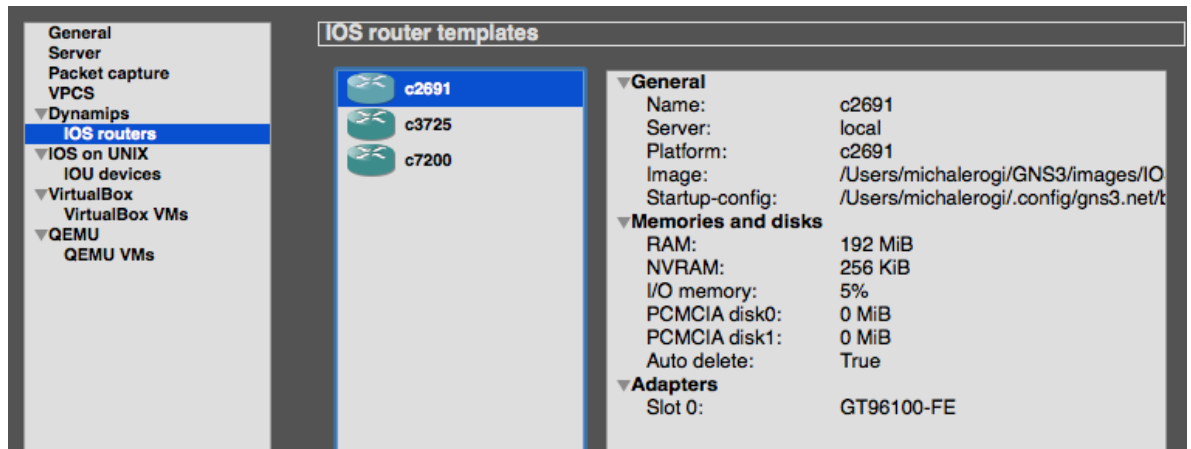 General
Server
Packet capture
VPCS
Dynamips
IOS routers
IOS on UNIX
IOU devices
VirtualBox
VirtualBox VMs
QEMU
QEMU VMs
IOS router templates
c2691
c3725
c7200
General
Name: c2691
Server: local
Platform: c2691
Image: /Users/michalerogi/GNS3/images/IO
Startup-config: /Users/michalerogi/.config/gns3.net/b
Memories and disks
RAM: 192 MiB
NVRAM: 256 KiB
I/O memory: 5%
PCMCIA disk0: 0 MiB
PCMCIA disk1: 0 MiB
Auto delete: True
Adapters
Slot 0: GT96100-FE